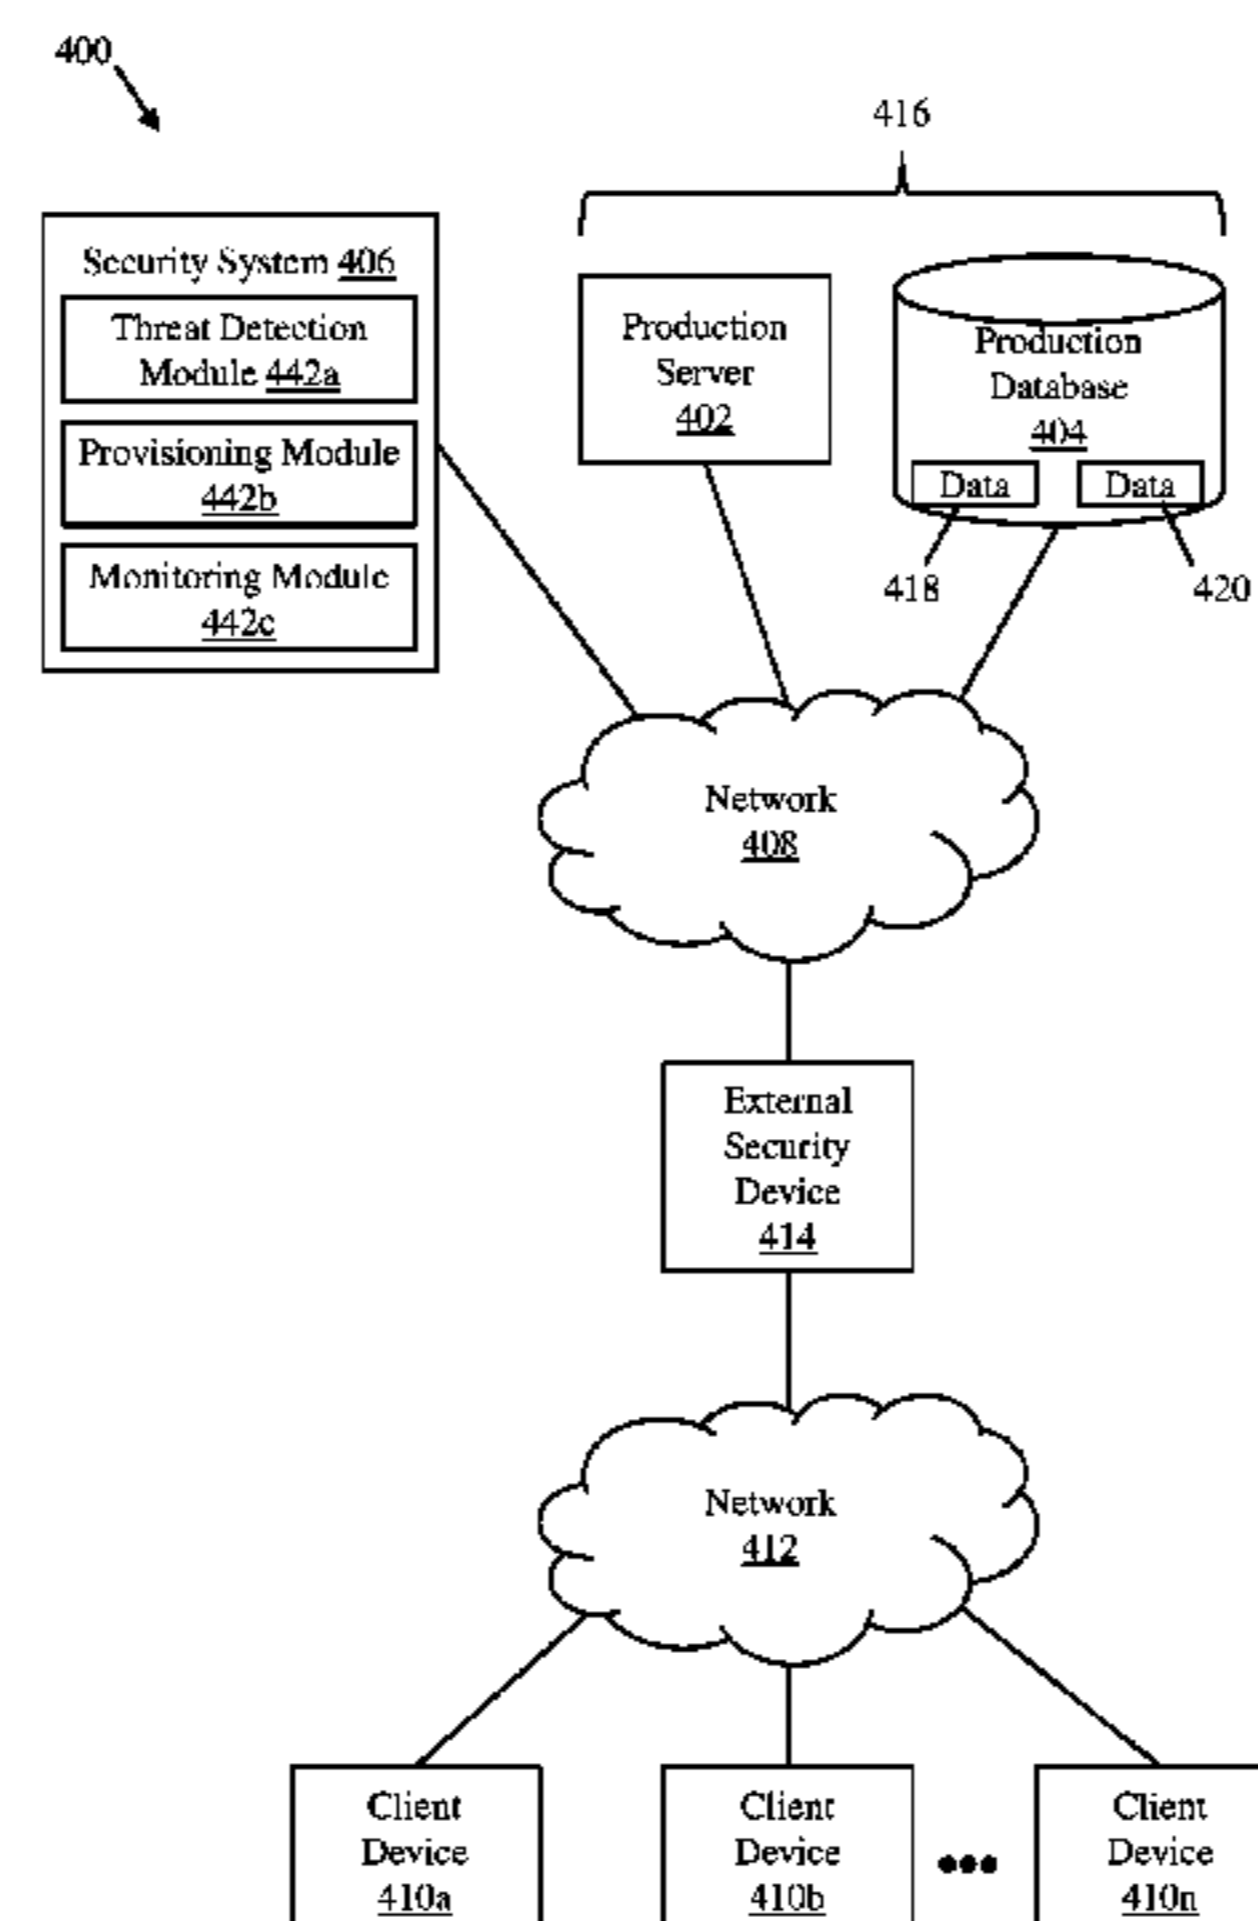 400
416
Security System 406
Threat Detection
Module 442a
Provisioning Module
442b
Monitoring Module
442c
Production
Server
402
Production
Database
404
Data
Data
418
420
Network
408
External
Security
Device
414
Network
412
Client
Device
410a
Client
Device
410b
Client
Device
410n